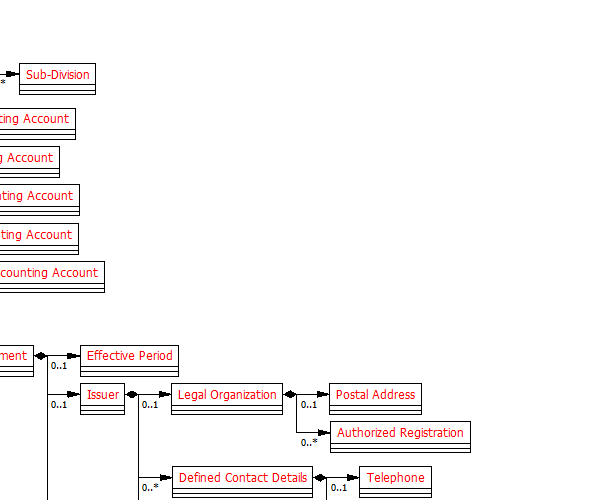 Sub-Division
*
ting Account
g Account
nting Account
ting Account
counting Account
ment
Effective Period
0..1
Issuer
Legal Organization
Postal Address
0..1
0..1
0..1
Authorized Registration
0..*
Defined Contact Details
Telephone
0..*
0..1